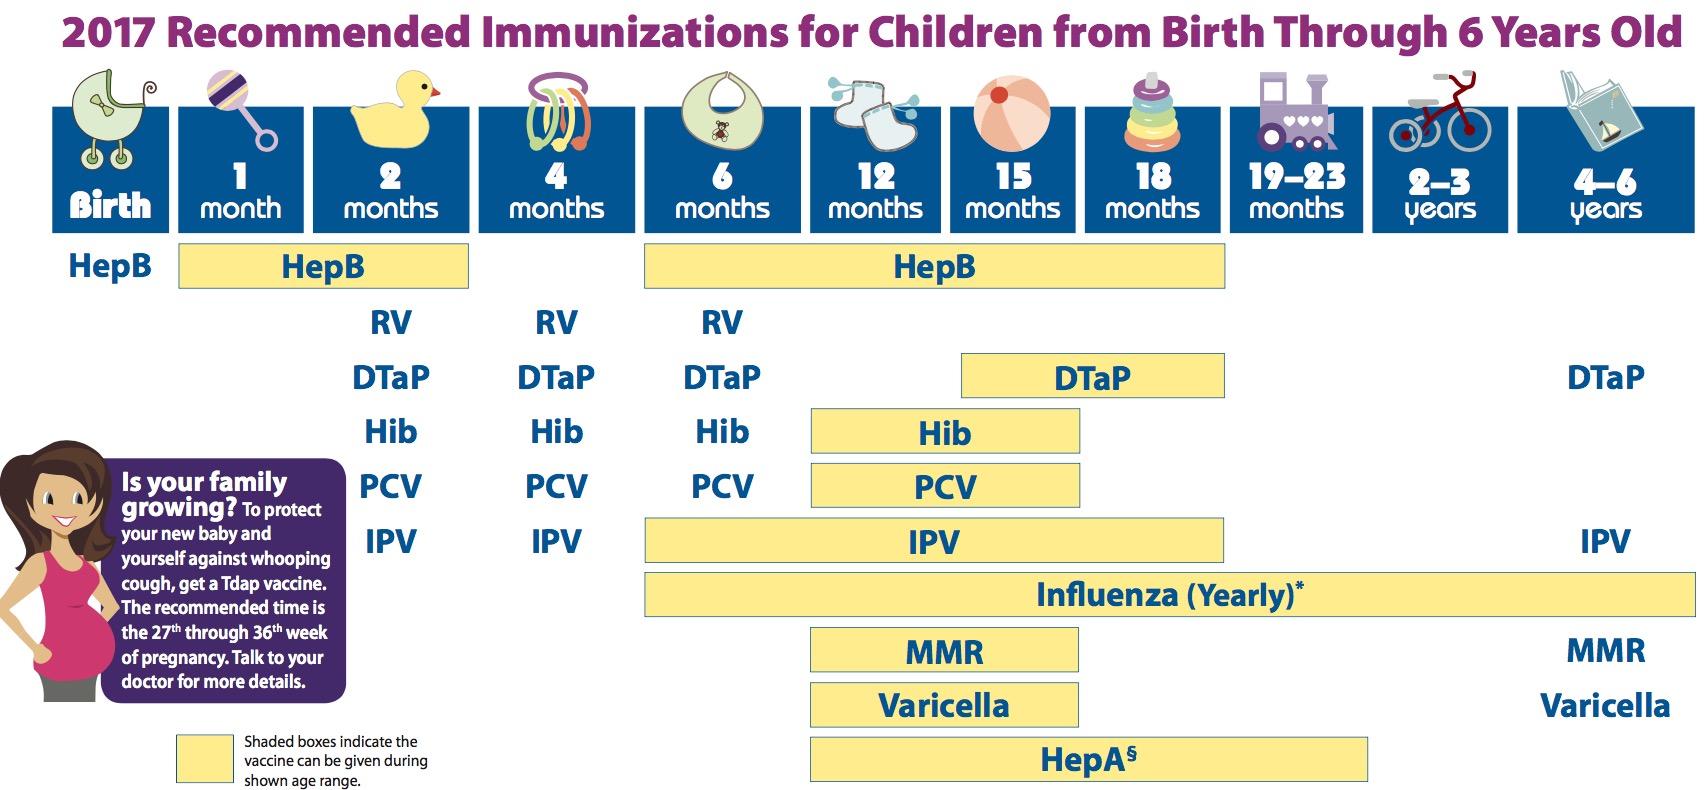 2017 Recommended Immunizations for Children from Birth Through 6 Years Old
Birth
1
month
2
months
4
months
6
months
12
months
15
months
18
months
19–23
months
2–3
years
4–6
years
HepB HepB HepB
RV RV RV
DTaP DTaP DTaP DTaP DTaP
Hib Hib Hib Hib
PCV PCV PCV PCV
IPV IPV IPV IPV
Influenza (Yearly)*
MMR MMR
Varicella Varicella
HepA§
Is your family
growing? To protect
your new baby and
yourself against whooping
cough, get a Tdap vaccine.
The recommended time is
the 27th through 36th week
of pregnancy. Talk to your
doctor for more details.
Shaded boxes indicate the
vaccine can be given during
shown age range.